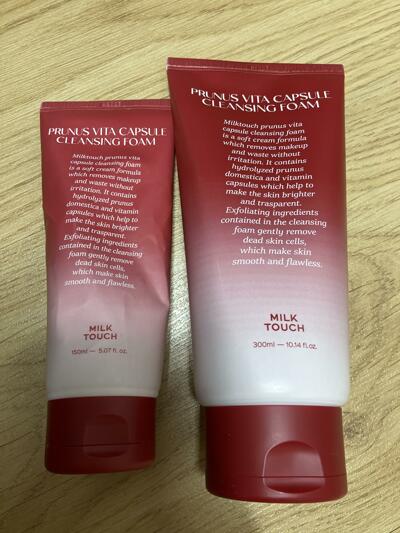 PRUNUS VITA CAPSULE
CLEANSING FOAM
Milktouch prunus vita
capsule cleansing foam
is a soft cream formula
which removes makeup
and waste without
irritation. It contains
hydrolyzed prunus
domestica and vitamin
capsules which help to
make the skin brighter
and trasparent.
Exfoliating ingredients
contained in the cleansing
foam gently remove
dead skin cells,
which make skin
smooth and flawless.
MILK
TOUCH
150ml — 5.07 fl.oz.
PRUNUS VITA CAPSULE
CLEANSING FOAM
Milktouch prunus vita
capsule cleansing foam
is a soft cream formula
which removes makeup
and waste without
irritation. It contains
hydrolyzed prunus
domestica and vitamin
capsules which help to
make the skin brighter
and trasparent.
Exfoliating ingredients
contained in the cleansing
foam gently remove
dead skin cells,
which make skin
smooth and flawless.
MILK
TOUCH
300ml — 10.14 fl.oz.